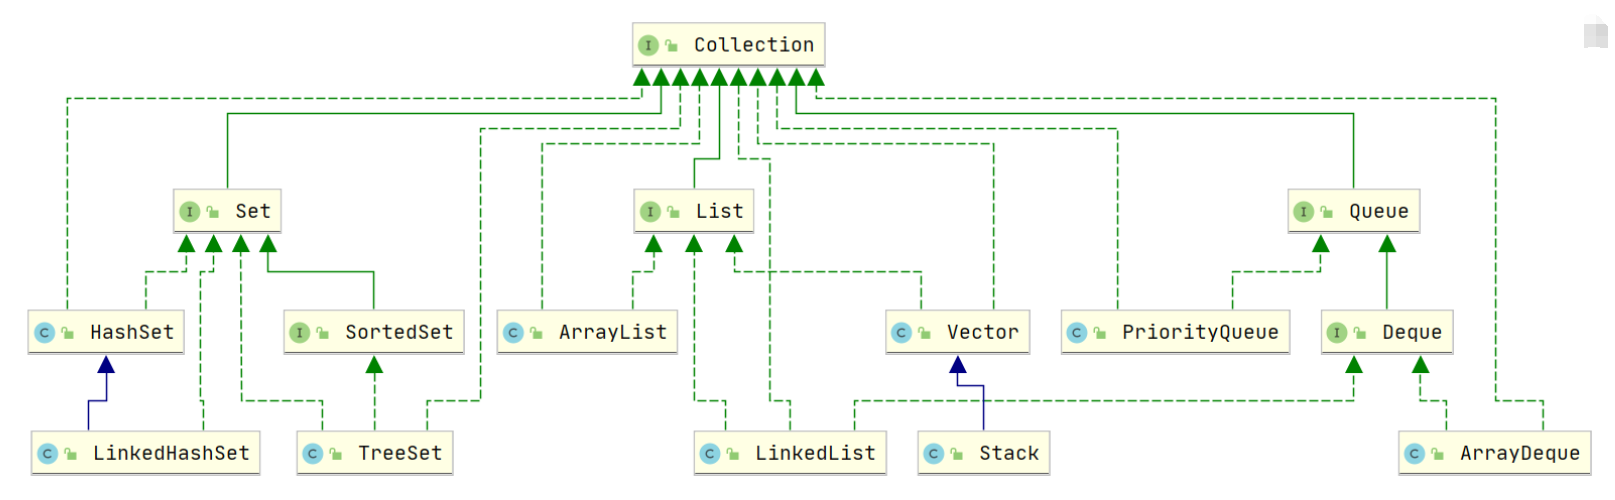 I Collection
I Set
I List
I Queue
C HashSet
I SortedSet
C ArrayList
C Vector
C PriorityQueue
I Deque
C LinkedHashSet
C TreeSet
C LinkedList
C Stack
C ArrayDeque